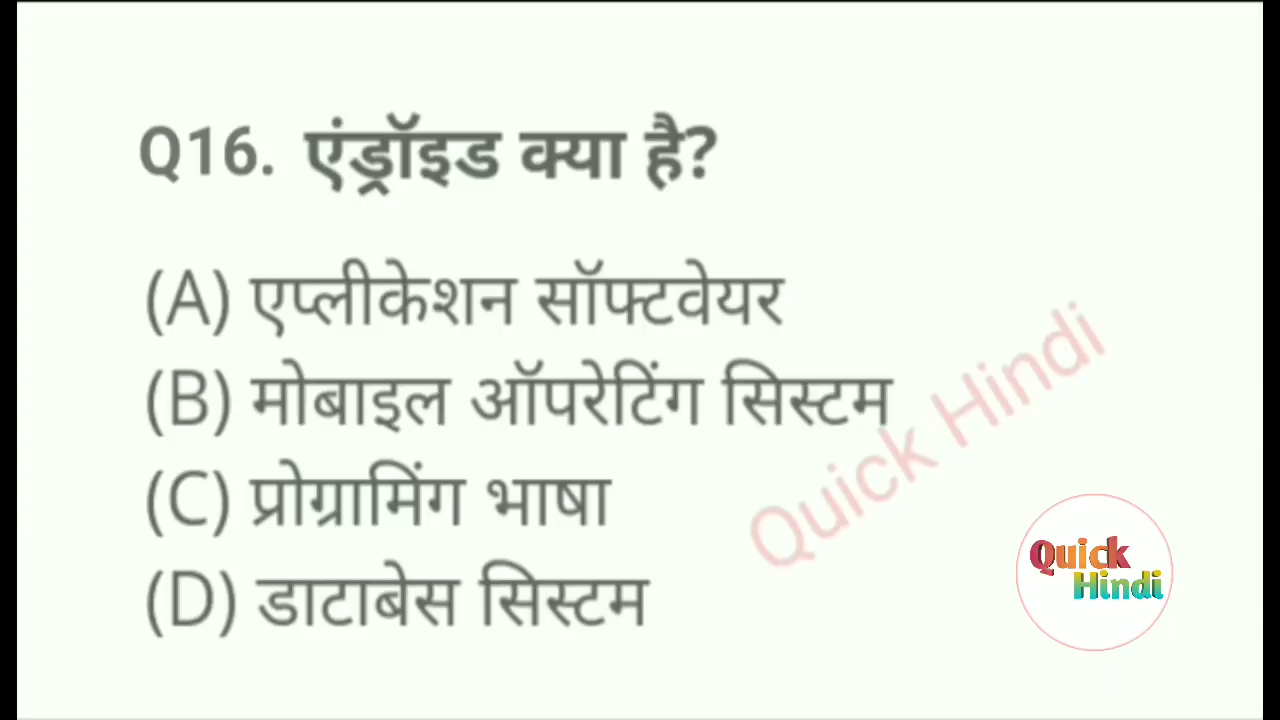 Q16. एंड्रॉइड क्या है?
(A) एप्लीकेशन सॉफ्टवेयर
(B) मोबाइल ऑपरेटिंग सिस्टम
(C) प्रोग्रामिंग भाषा
(D) डाटाबेस सिस्टम
Quick Hindi
Quick
Hindi